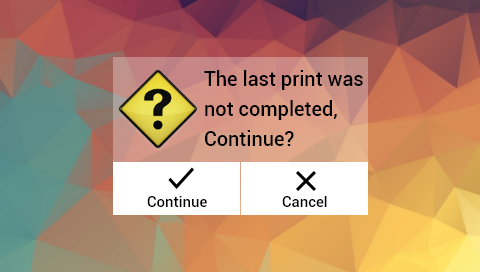 The last print was
not completed,
Continue?
Continue
Cancel